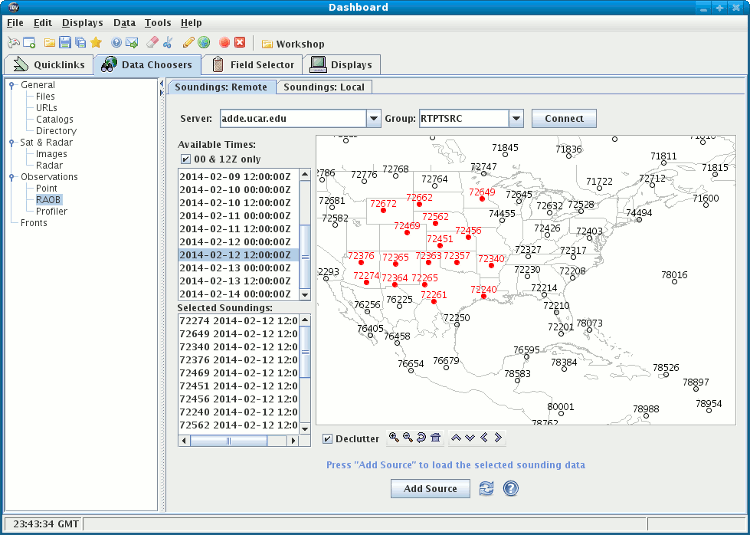 Dashboard
File Edit Displays Data Tools Help
Workshop
Quicklinks Data Choosers Field Selector Displays
General
Files
URLs
Catalogs
Directory
Sat & Radar
Images
Radar
Observations
Point
RAOB
Profiler
Fronts
Soundings: Remote Soundings: Local
Server: adde.ucar.edu Group: RTPTSRC Connect
Available Times:
00 & 12Z only
2014-02-09 12:00:00Z
2014-02-10 00:00:00Z
2014-02-10 12:00:00Z
2014-02-11 00:00:00Z
2014-02-11 12:00:00Z
2014-02-12 00:00:00Z
2014-02-12 12:00:00Z
2014-02-13 00:00:00Z
2014-02-13 12:00:00Z
2014-02-14 00:00:00Z
Selected Soundings:
72274 2014-02-12 12:0
72649 2014-02-12 12:0
72340 2014-02-12 12:0
72376 2014-02-12 12:0
72469 2014-02-12 12:0
72451 2014-02-12 12:0
72456 2014-02-12 12:0
72240 2014-02-12 12:0
72562 2014-02-12 12:0
71845 71836 71811
72786 72776 72768 72747 71815
72764 71722 72712
72681 72672 72662 72649 72645 71600
72582 72562 74455 72632 72528 74494
72469 72456 72426 72403
72451 72327 72317
72376 72365 72363 72357 72340
72293 72274 72364 72265 72230 72208 78016
72261 72240 72214
76256 76225 72210
76405 76458 72250 72201 78073
76654 76679 76595 78384 78526
78583 78897
80001 78988 78954
78762
Declutter
Press "Add Source" to load the selected sounding data
Add Source
23:43:34 GMT